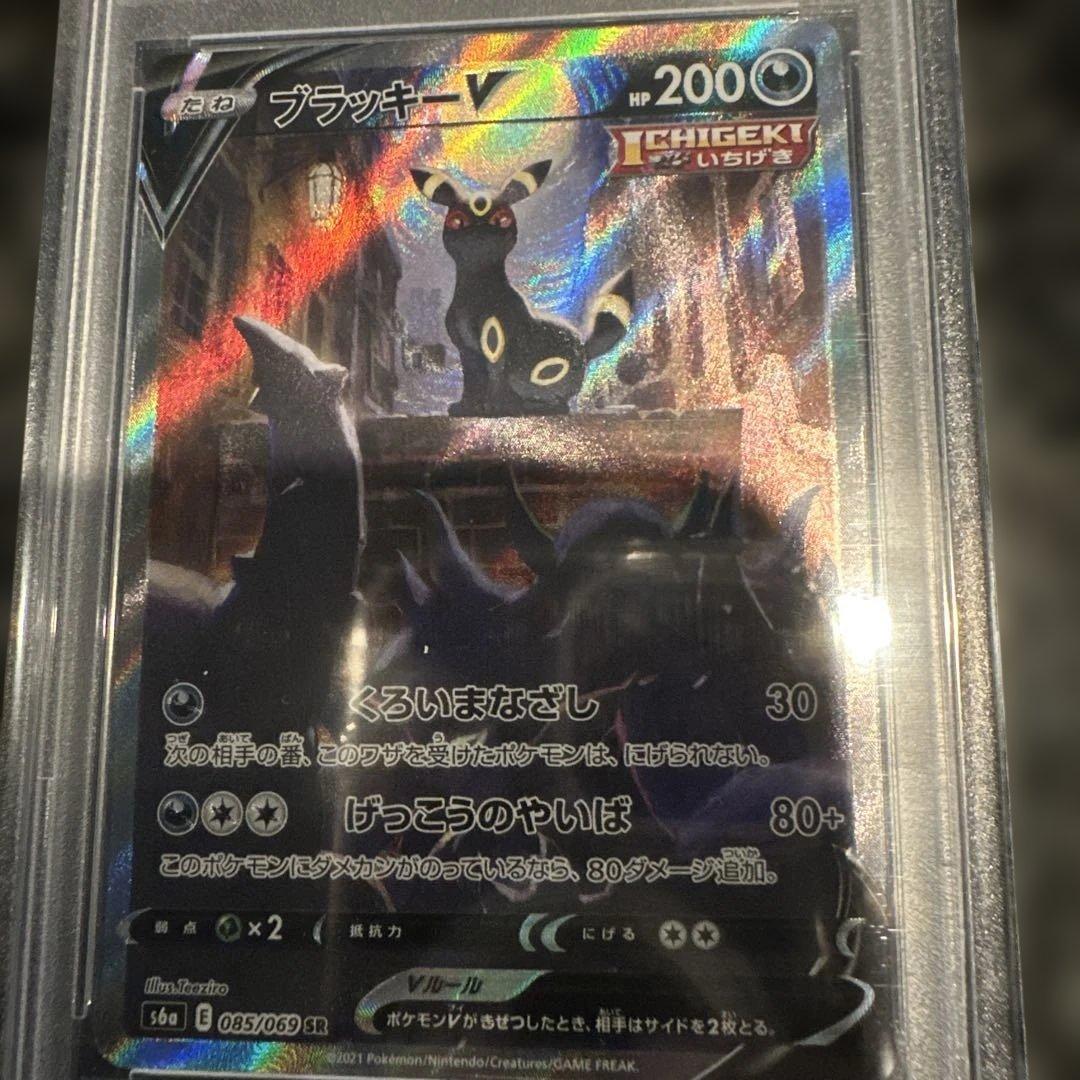 たね ブラッキーV HP 200
ICHIGEKI
いちげき
くろいまなざし 30
次の相手の番、このワザを受けたポケモンは、にげられない。
げっこうのやいば 80+
このポケモンにダメカンがのっているなら、80ダメージ追加。
弱点 ×2 抵抗力 にげる
Illus.Teeziro
Vルール
s6a E 085/069 SR
ポケモンVがきぜつしたとき、相手はサイドを2枚とる。
©2021 Pokémon/Nintendo/Creatures/GAME FREAK.